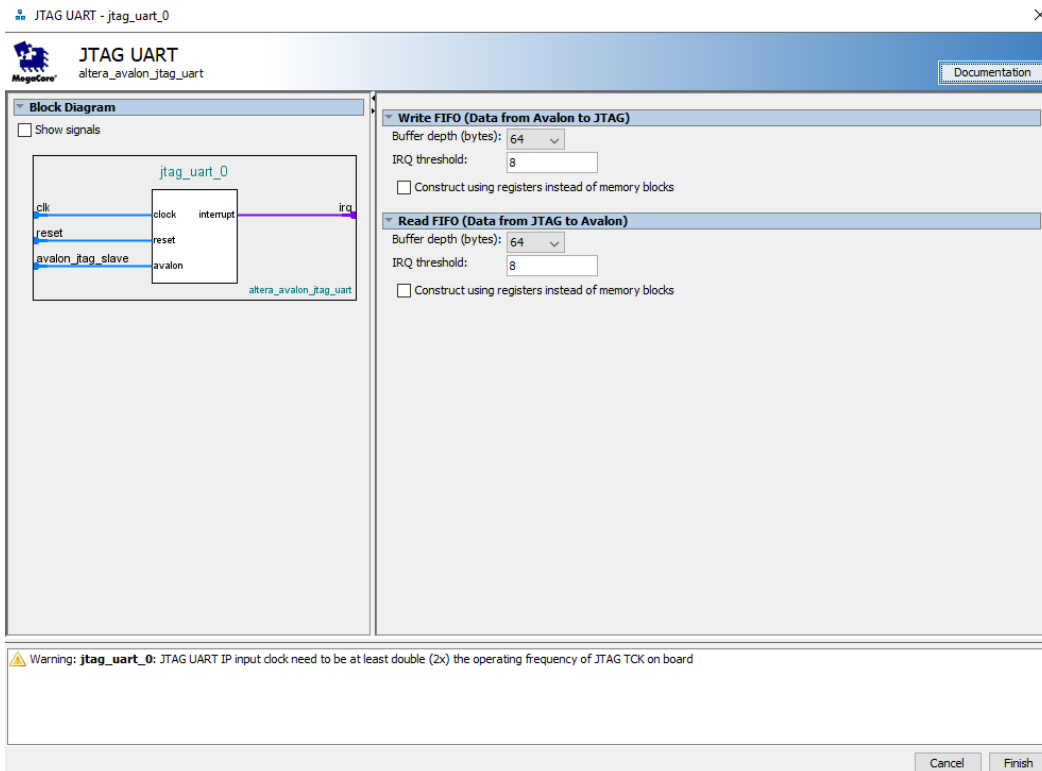 JTAG UART - jtag_uart_0
MegaCore'
JTAG UART
altera_avalon_jtag_uart
Documentation
Block Diagram
Show signals
jtag_uart_0
clk
clock
interrupt
irq
reset
reset
avalon_jtag_slave
avalon
altera_avalon_jtag_uart
Write FIFO (Data from Avalon to JTAG)
Buffer depth (bytes): 64
IRQ threshold: 8
Construct using registers instead of memory blocks
Read FIFO (Data from JTAG to Avalon)
Buffer depth (bytes): 64
IRQ threshold: 8
Construct using registers instead of memory blocks
Warning: jtag_uart_0: JTAG UART IP input clock need to be at least double (2x) the operating frequency of JTAG TCK on board
Cancel Finish